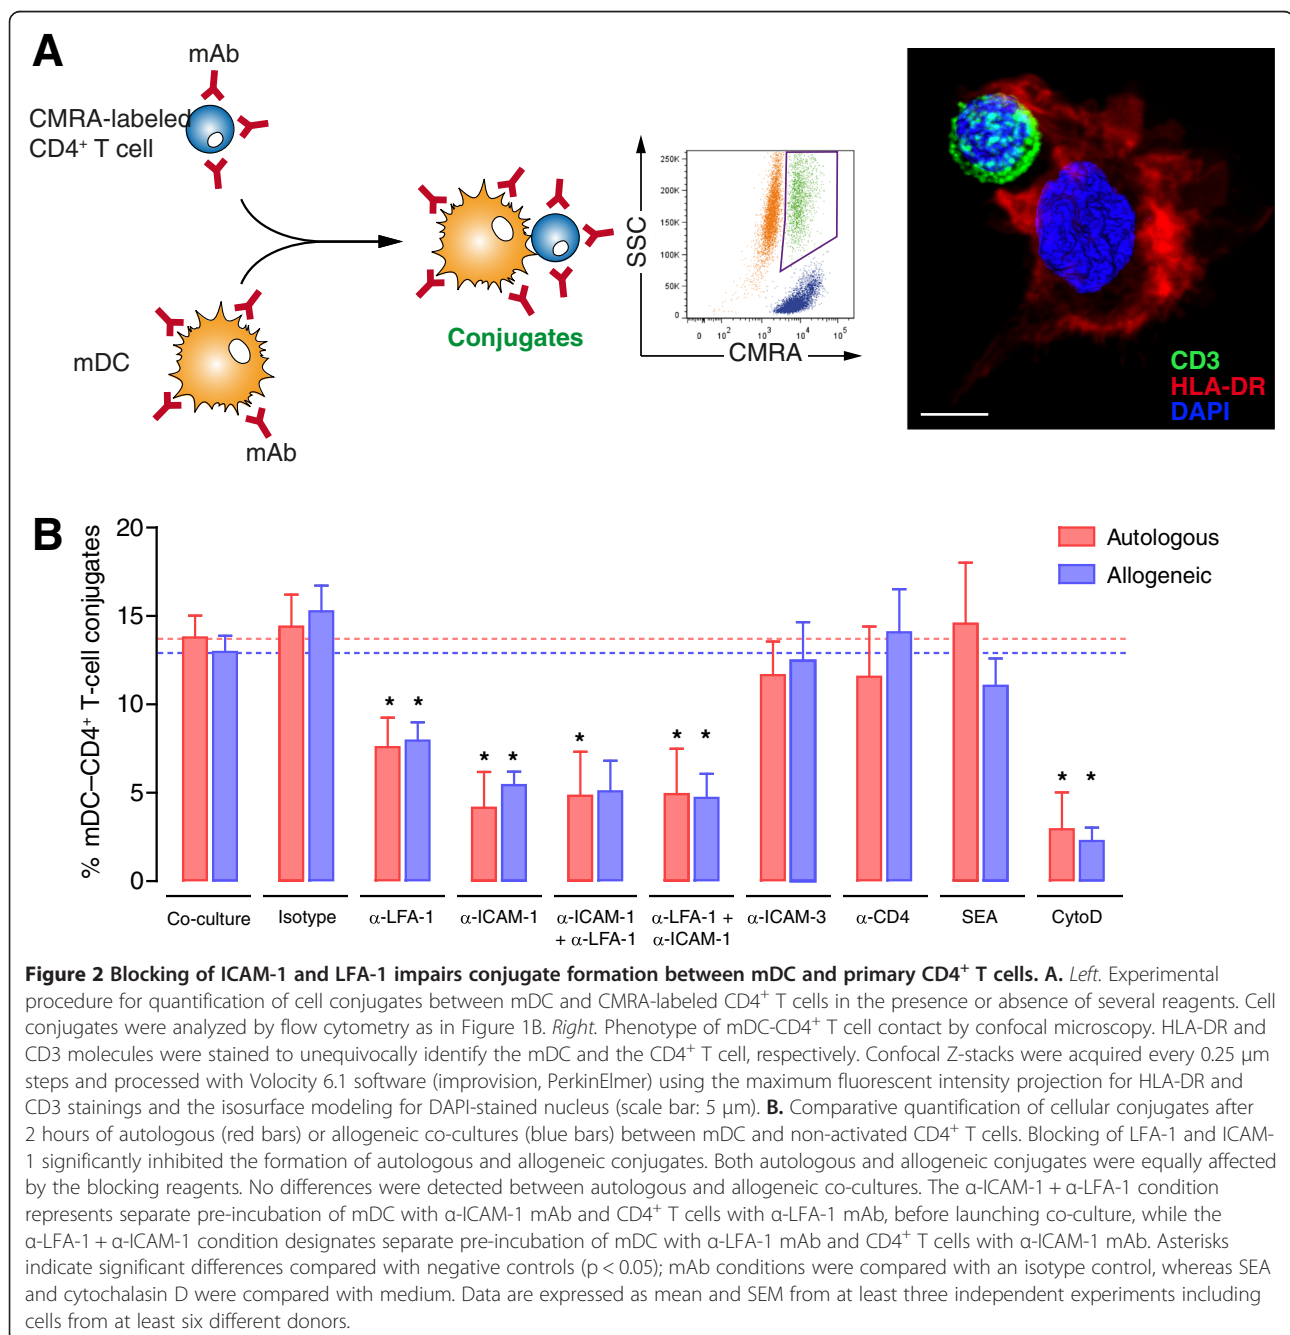 A
mAb
CMRA-labeled
CD4+ T cell
mDC
mAb
Conjugates
SSC
250K
200K
150K
100K
50K
0
0 10^2 10^3 10^4 10^5
CMRA
CD3
HLA-DR
DAPI
B
% mDC–CD4+ T-cell conjugates
20
15
10
5
0
Autologous
Allogeneic
* * * * * * * * *
Co-culture Isotype α-LFA-1 α-ICAM-1 α-ICAM-1 + α-LFA-1 α-LFA-1 + α-ICAM-1 α-ICAM-3 α-CD4 SEA CytoD
Figure 2 Blocking of ICAM-1 and LFA-1 impairs conjugate formation between mDC and primary CD4+ T cells. A. Left. Experimental
procedure for quantification of cell conjugates between mDC and CMRA-labeled CD4+ T cells in the presence or absence of several reagents. Cell
conjugates were analyzed by flow cytometry as in Figure 1B. Right. Phenotype of mDC-CD4+ T cell contact by confocal microscopy. HLA-DR and
CD3 molecules were stained to unequivocally identify the mDC and the CD4+ T cell, respectively. Confocal Z-stacks were acquired every 0.25 μm
steps and processed with Volocity 6.1 software (improvision, PerkinElmer) using the maximum fluorescent intensity projection for HLA-DR and
CD3 stainings and the isosurface modeling for DAPI-stained nucleus (scale bar: 5 μm). B. Comparative quantification of cellular conjugates after
2 hours of autologous (red bars) or allogeneic co-cultures (blue bars) between mDC and non-activated CD4+ T cells. Blocking of LFA-1 and ICAM-
1 significantly inhibited the formation of autologous and allogeneic conjugates. Both autologous and allogeneic conjugates were equally affected
by the blocking reagents. No differences were detected between autologous and allogeneic co-cultures. The α-ICAM-1 + α-LFA-1 condition
represents separate pre-incubation of mDC with α-ICAM-1 mAb and CD4+ T cells with α-LFA-1 mAb, before launching co-culture, while the
α-LFA-1 + α-ICAM-1 condition designates separate pre-incubation of mDC with α-LFA-1 mAb and CD4+ T cells with α-ICAM-1 mAb. Asterisks
indicate significant differences compared with negative controls (p < 0.05); mAb conditions were compared with an isotype control, whereas SEA
and cytochalasin D were compared with medium. Data are expressed as mean and SEM from at least three independent experiments including
cells from at least six different donors.